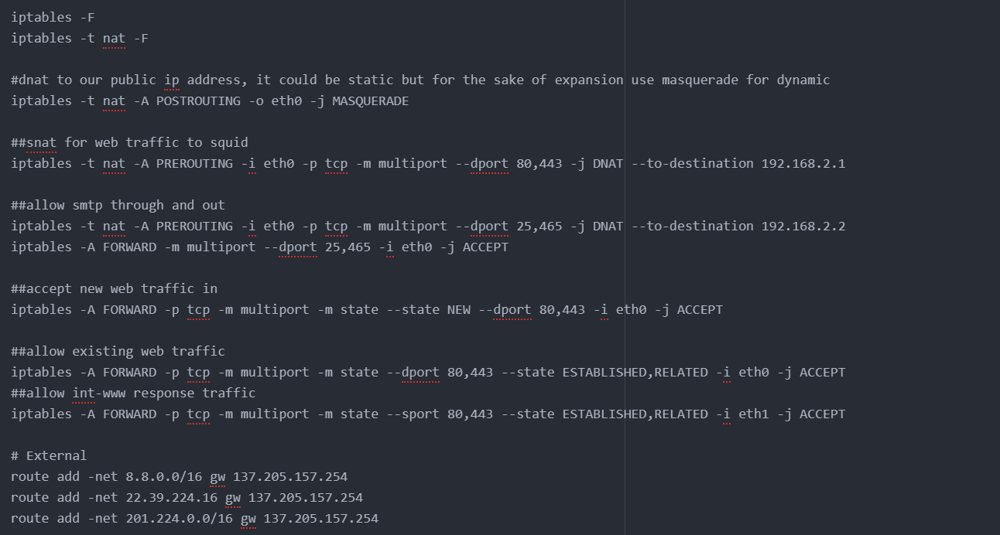 iptables -F
iptables -t nat -F
#dnat to our public ip address, it could be static but for the sake of expansion use masquerade for dynamic
iptables -t nat -A POSTROUTING -o eth0 -j MASQUERADE
##snat for web traffic to squid
iptables -t nat -A PREROUTING -i eth0 -p tcp -m multiport --dport 80,443 -j DNAT --to-destination 192.168.2.1
##allow smtp through and out
iptables -t nat -A PREROUTING -i eth0 -p tcp -m multiport --dport 25,465 -j DNAT --to-destination 192.168.2.2
iptables -A FORWARD -m multiport --dport 25,465 -i eth0 -j ACCEPT
##accept new web traffic in
iptables -A FORWARD -p tcp -m multiport -m state --state NEW --dport 80,443 -i eth0 -j ACCEPT
##allow existing web traffic
iptables -A FORWARD -p tcp -m multiport -m state --dport 80,443 --state ESTABLISHED,RELATED -i eth0 -j ACCEPT
##allow int-www response traffic
iptables -A FORWARD -p tcp -m multiport -m state --sport 80,443 --state ESTABLISHED,RELATED -i eth1 -j ACCEPT
# External
route add -net 8.8.0.0/16 gw 137.205.157.254
route add -net 22.39.224.16 gw 137.205.157.254
route add -net 201.224.0.0/16 gw 137.205.157.254